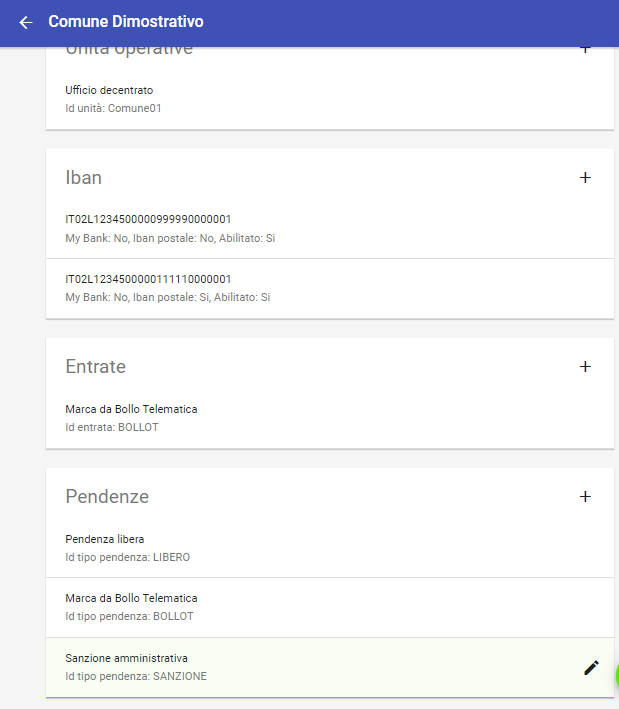 Comune Dimostrativo
Unità operative
Ufficio decentrato
Id unità: Comune01
Iban
IT02L1234500000999990000001
My Bank: No, Iban postale: No, Abilitato: Si
IT02L1234500000111110000001
My Bank: No, Iban postale: Si, Abilitato: Si
Entrate
Marca da Bollo Telematica
Id entrata: BOLLOT
Pendenze
Pendenza libera
Id tipo pendenza: LIBERO
Marca da Bollo Telematica
Id tipo pendenza: BOLLOT
Sanzione amministrativa
Id tipo pendenza: SANZIONE